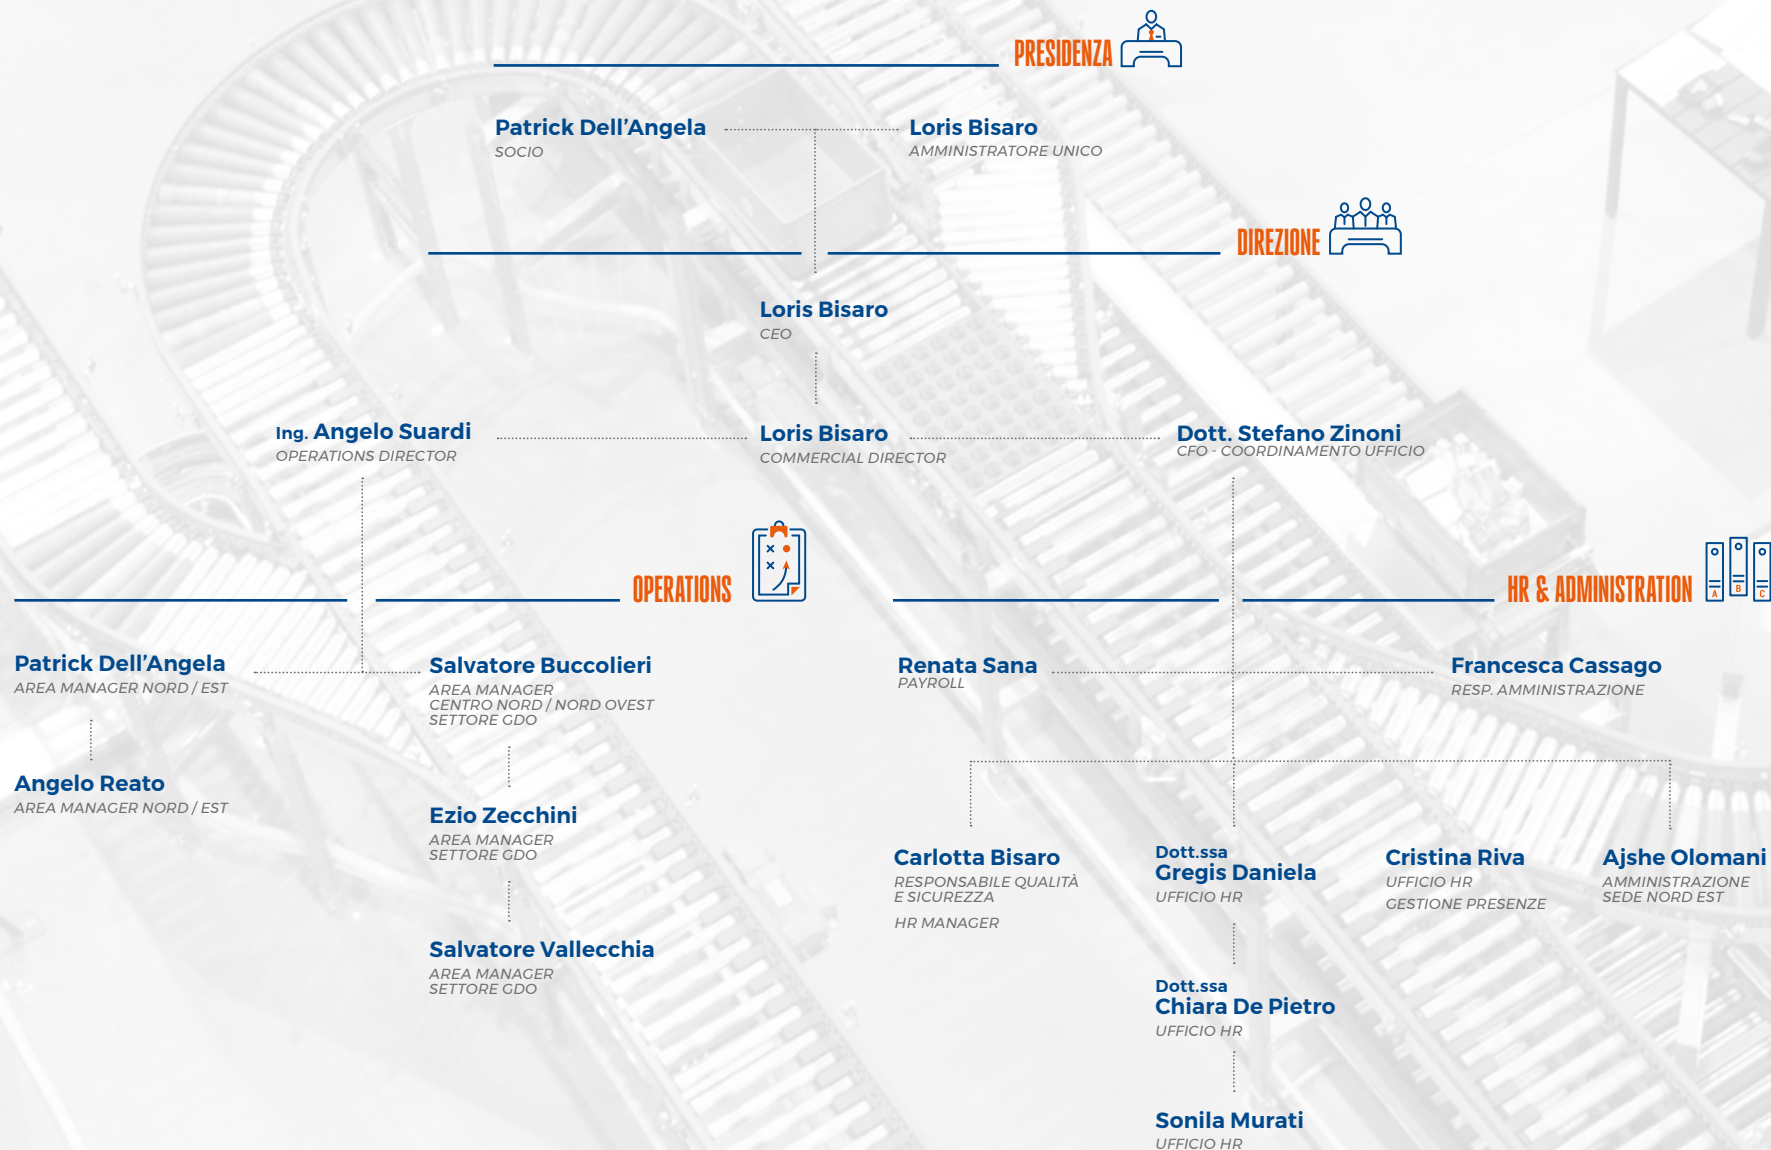 PRESIDENZA
Patrick Dell'Angela
SOCIO
Loris Bisaro
AMMINISTRATORE UNICO
DIREZIONE
Loris Bisaro
CEO
Ing. Angelo Suardi
OPERATIONS DIRECTOR
Loris Bisaro
COMMERCIAL DIRECTOR
Dott. Stefano Zinoni
CFO - COORDINAMENTO UFFICIO
OPERATIONS
HR & ADMINISTRATION
A
B
C
Patrick Dell'Angela
AREA MANAGER NORD / EST
Salvatore Buccolieri
AREA MANAGER
CENTRO NORD / NORD OVEST
SETTORE GDO
Renata Sana
PAYROLL
Francesca Cassago
RESP. AMMINISTRAZIONE
Angelo Reato
AREA MANAGER NORD / EST
Ezio Zecchini
AREA MANAGER
SETTORE GDO
Salvatore Vallecchia
AREA MANAGER
SETTORE GDO
Carlotta Bisaro
RESPONSABILE QUALITÀ
E SICUREZZA
HR MANAGER
Dott.ssa
Gregis Daniela
UFFICIO HR
Cristina Riva
UFFICIO HR
GESTIONE PRESENZE
Ajshe Olomani
AMMINISTRAZIONE
SEDE NORD EST
Dott.ssa
Chiara De Pietro
UFFICIO HR
Sonila Murati
UFFICIO HR